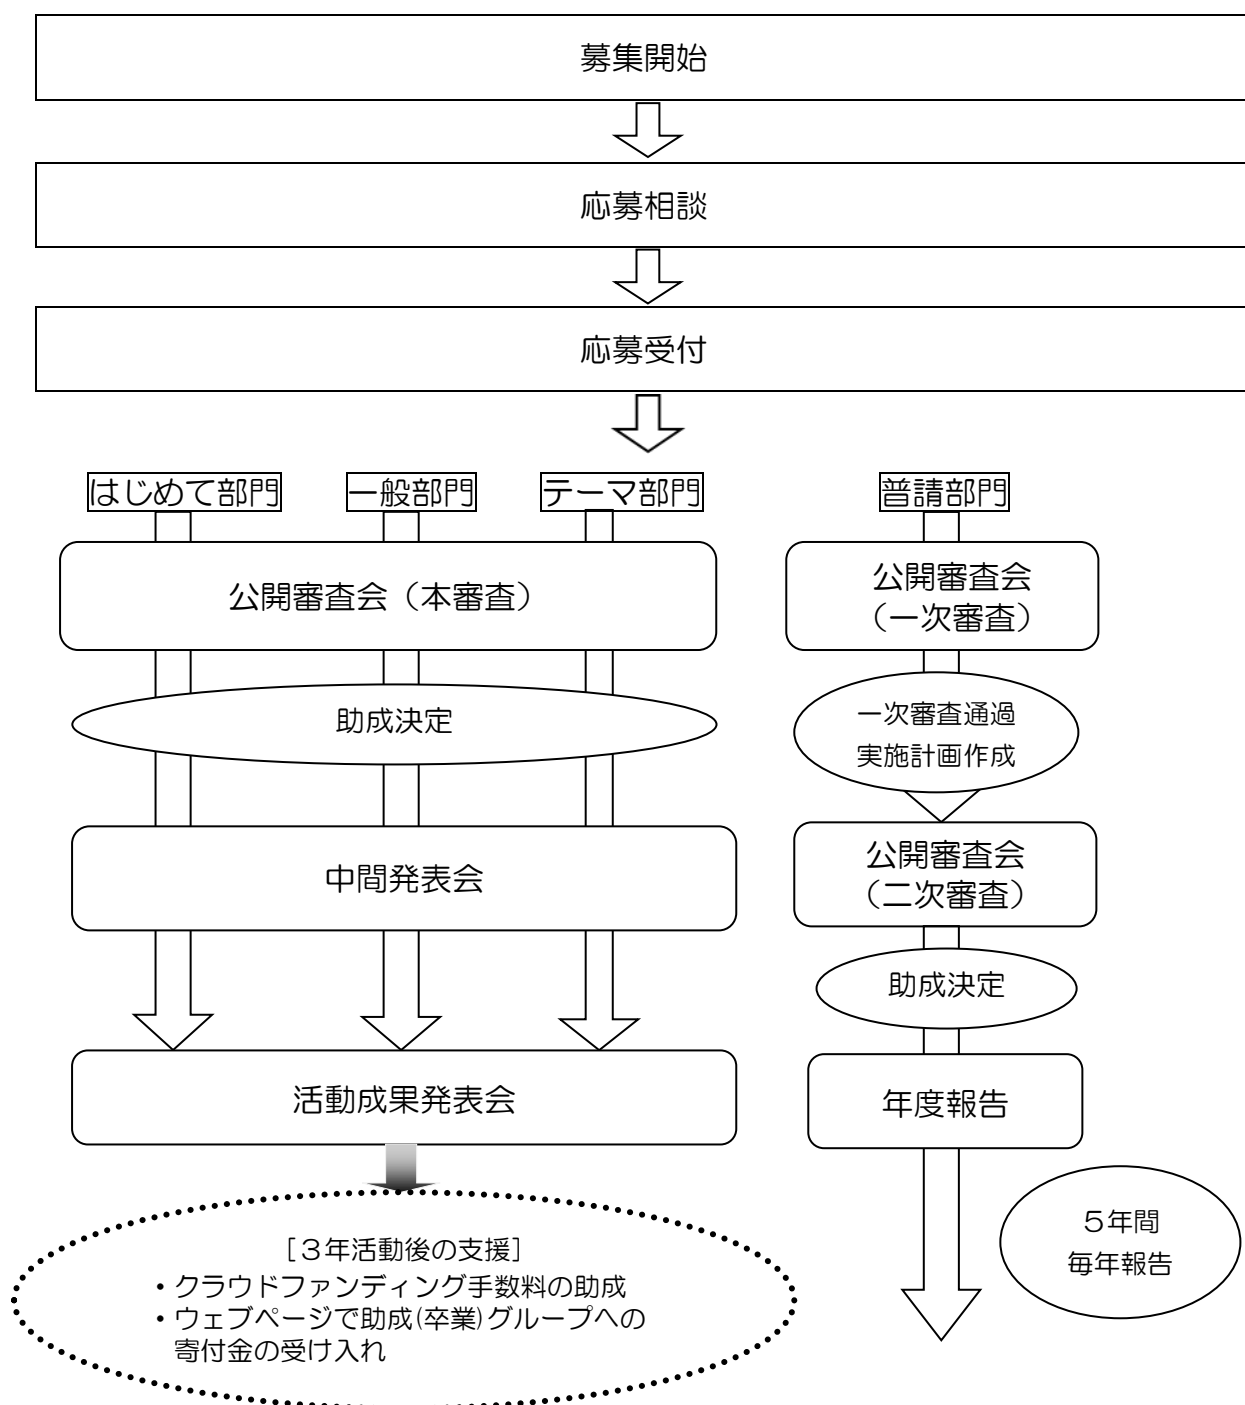 募集開始
応募相談
応募受付
はじめて部門
一般部門
テーマ部門
普請部門
公開審査会（本審査）
助成決定
中間発表会
活動成果発表会
[３年活動後の支援]
・クラウドファンディング手数料の助成
・ウェブページで助成(卒業)グループへの
寄付金の受け入れ
公開審査会
（一次審査）
一次審査通過
実施計画作成
公開審査会
（二次審査）
助成決定
年度報告
５年間
毎年報告